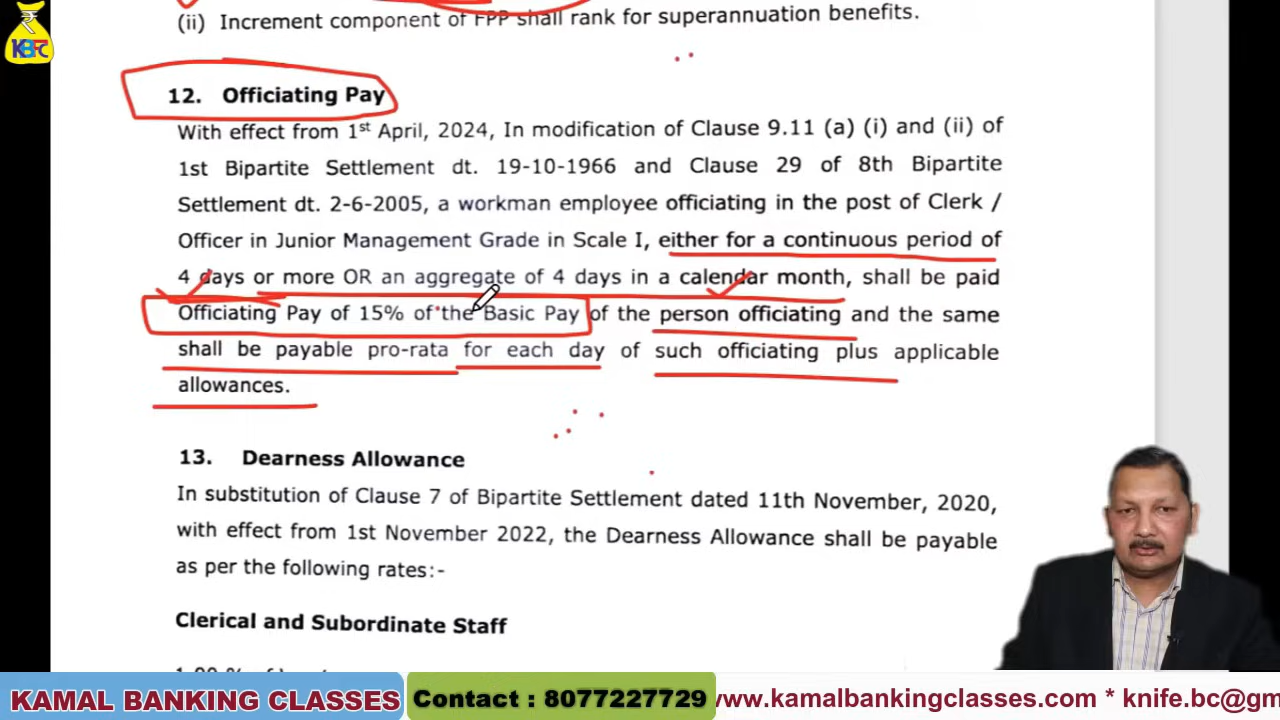 KBFC
(ii) Increment component of FPP shall rank for superannuation benefits.
12. Officiating Pay
With effect from 1st April, 2024, In modification of Clause 9.11 (a) (i) and (ii) of
1st Bipartite Settlement dt. 19-10-1966 and Clause 29 of 8th Bipartite
Settlement dt. 2-6-2005, a workman employee officiating in the post of Clerk /
Officer in Junior Management Grade in Scale I, either for a continuous period of
4 days or more OR an aggregate of 4 days in a calendar month, shall be paid
Officiating Pay of 15% of the Basic Pay of the person officiating and the same
shall be payable pro-rata for each day of such officiating plus applicable
allowances.
13. Dearness Allowance
In substitution of Clause 7 of Bipartite Settlement dated 11th November, 2020,
with effect from 1st November 2022, the Dearness Allowance shall be payable
as per the following rates:-
Clerical and Subordinate Staff
KAMAL BANKING CLASSES Contact : 8077227729 www.kamalbankingclasses.com * knife.bc@gm